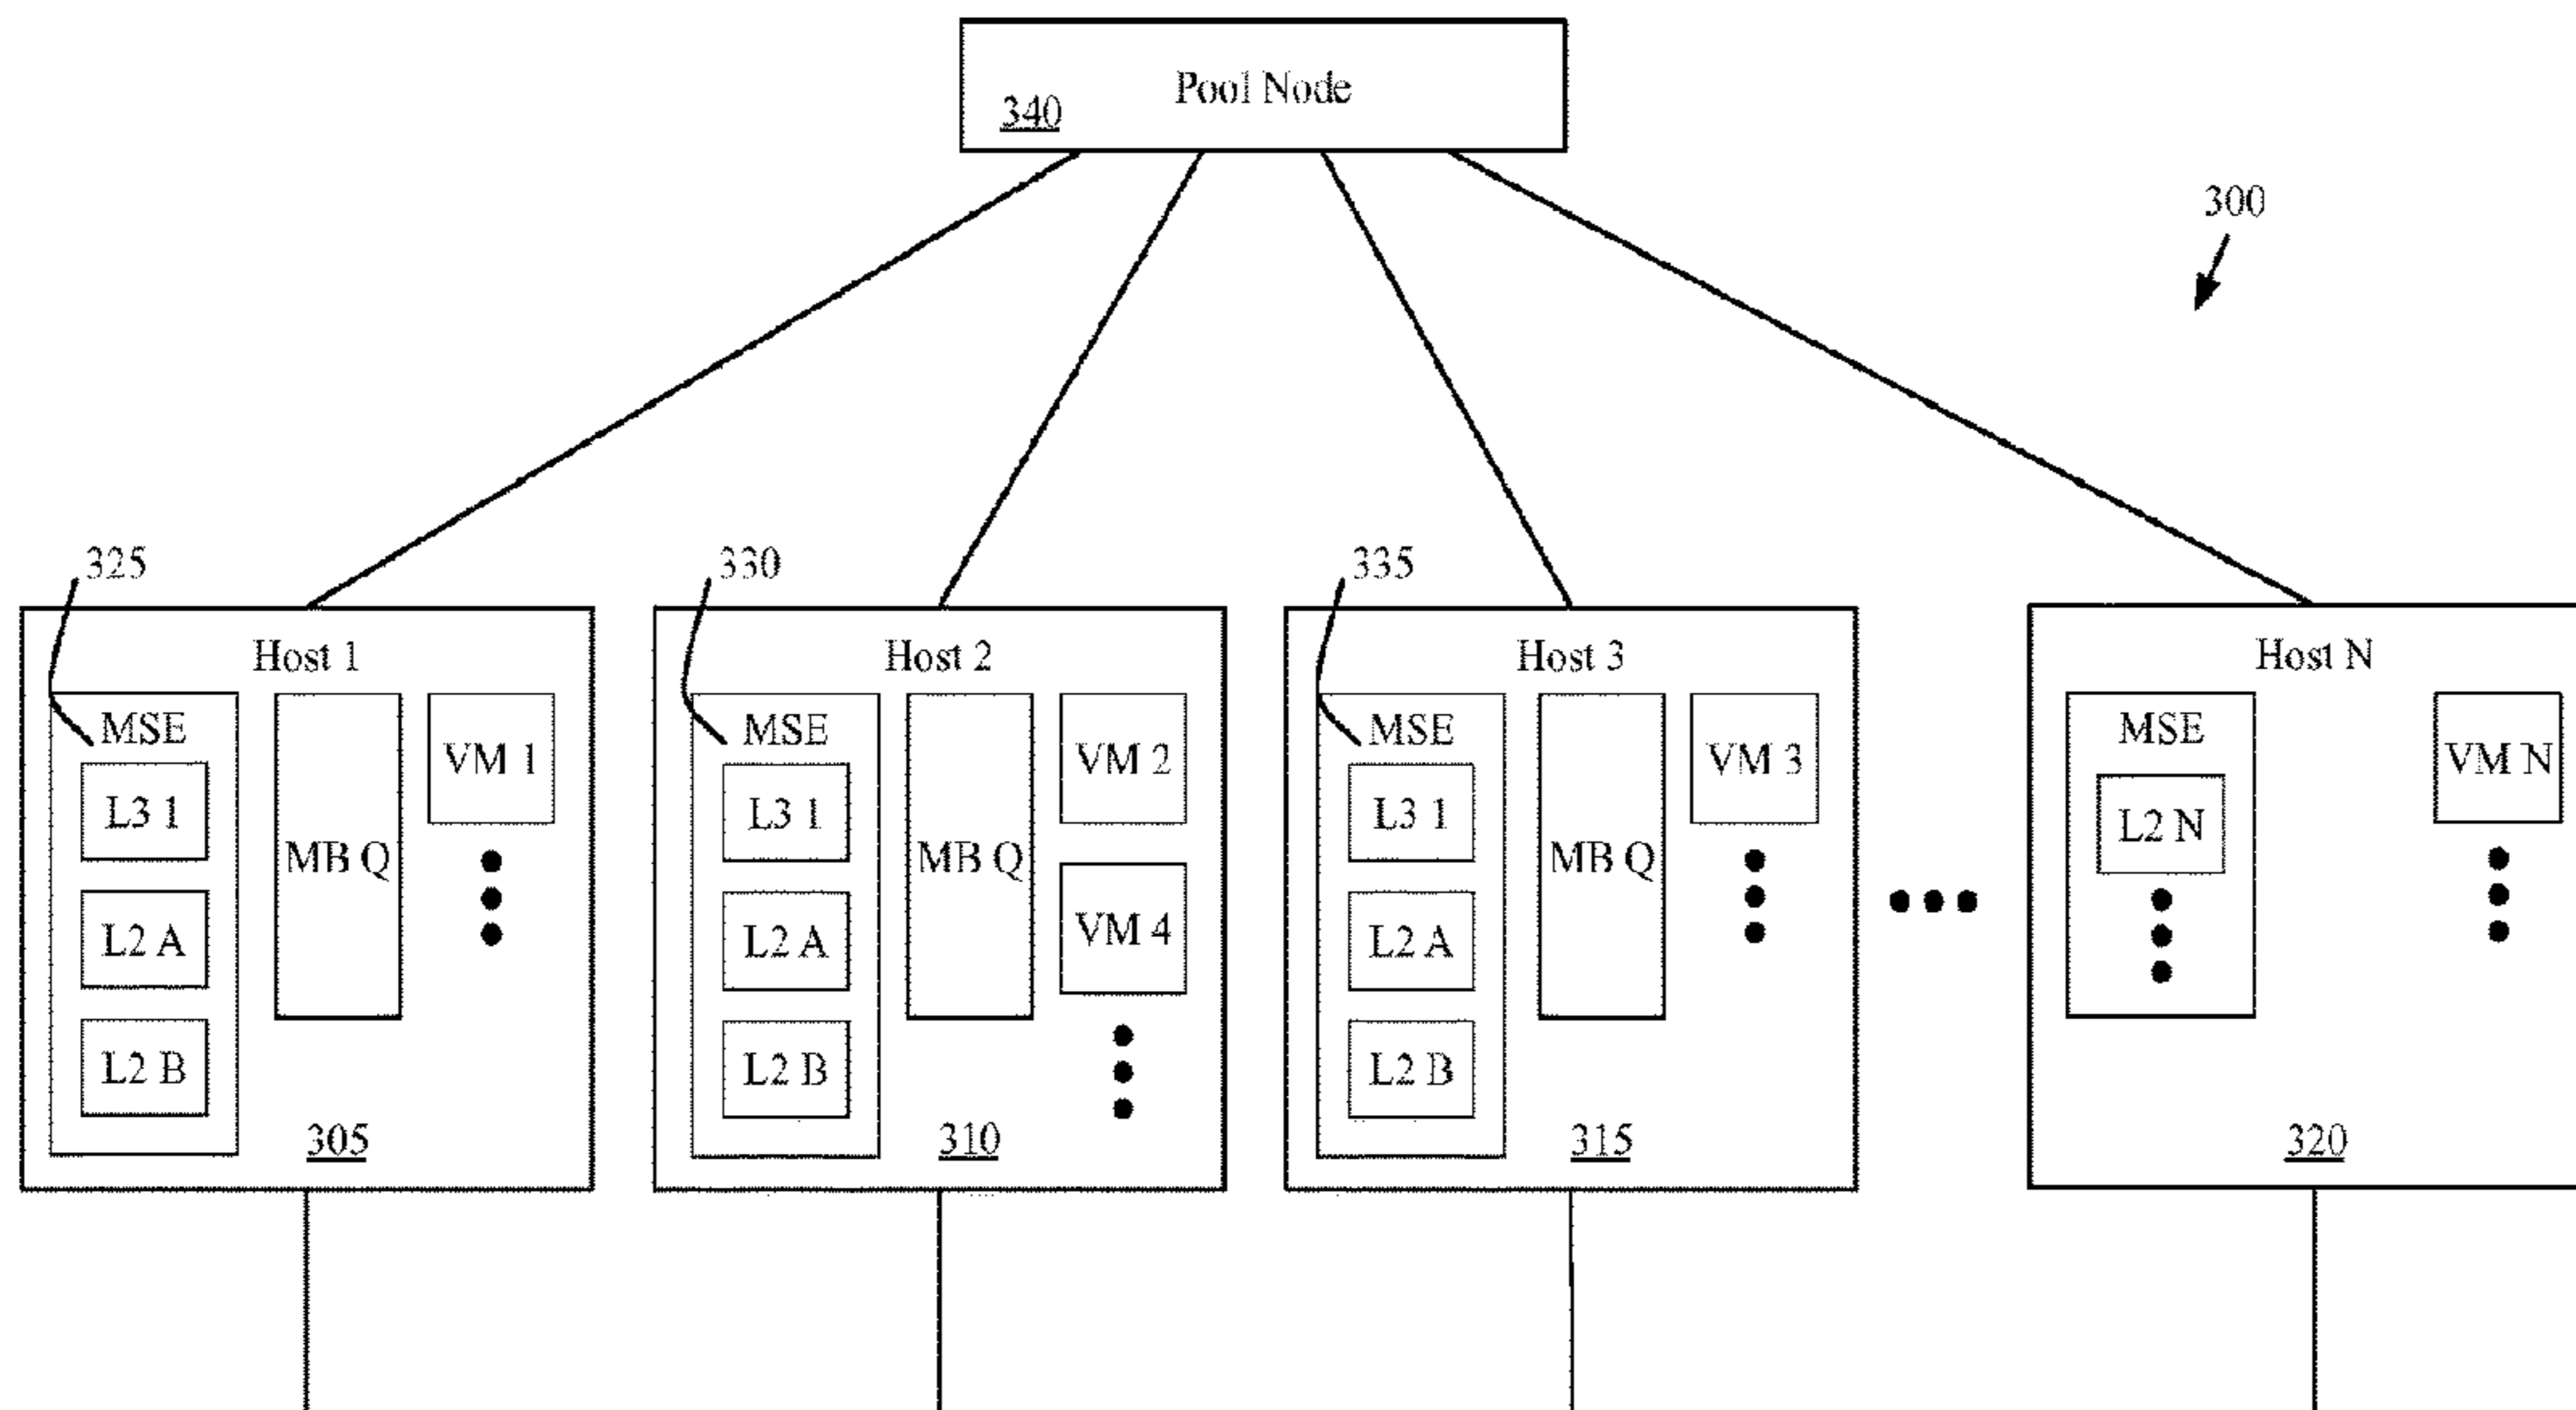 Pool Node
340
300
325
330
335
Host 1
MSE
L3 1
L2 A
L2 B
MB Q
VM 1
305
Host 2
MSE
L3 1
L2 A
L2 B
MB Q
VM 2
VM 4
310
Host 3
MSE
L3 1
L2 A
L2 B
MB Q
VM 3
315
Host N
MSE
L2 N
VM N
320